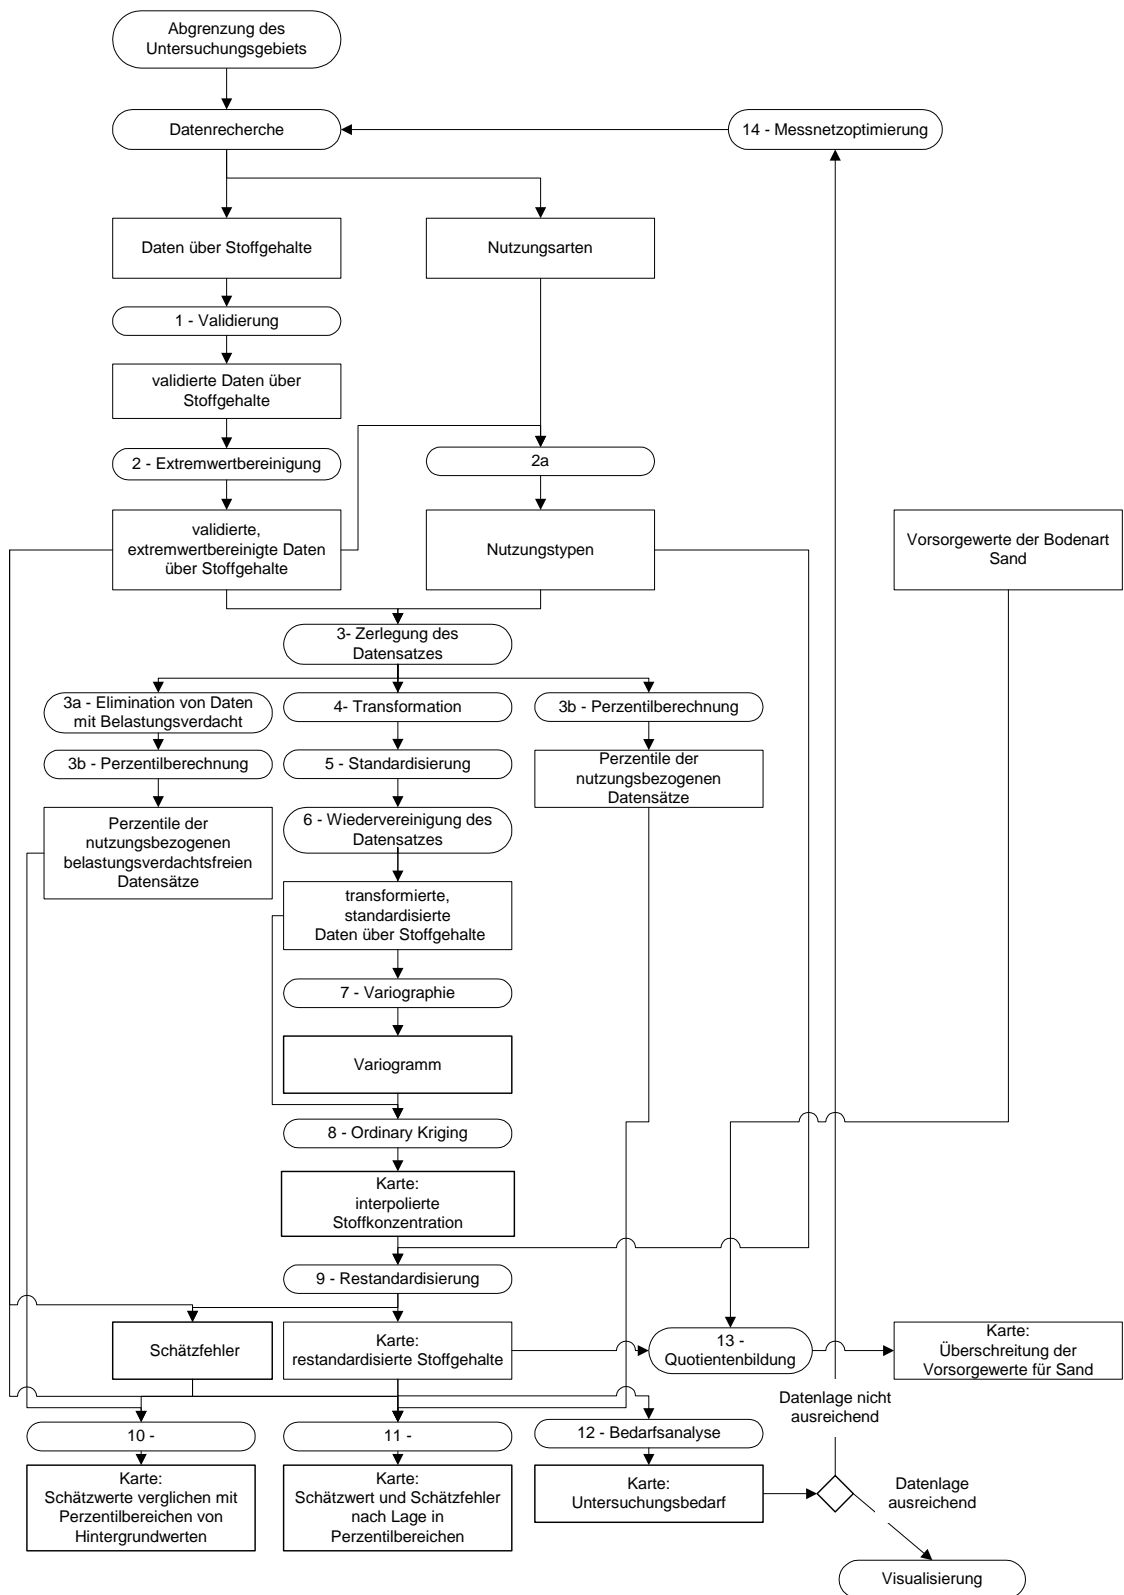 Abgrenzung des
Untersuchungsgebiets
Datenrecherche
14 - Messnetzoptimierung
Daten über Stoffgehalte
Nutzungsarten
1 - Validierung
validierte Daten über
Stoffgehalte
2 - Extremwertbereinigung
2a
validierte,
extremwertbereinigte Daten
über Stoffgehalte
Nutzungstypen
Vorsorgewerte der Bodenart
Sand
3- Zerlegung des
Datensatzes
3a - Elimination von Daten
mit Belastungsverdacht
4- Transformation
3b - Perzentilberechnung
3b - Perzentilberechnung
5 - Standardisierung
Perzentile der
nutzungsbezogenen
Datensätze
Perzentile der
nutzungsbezogenen
belastungsverdachtsfreien
Datensätze
6 - Wiedervereinigung des
Datensatzes
transformierte,
standardisierte
Daten über Stoffgehalte
7 - Variographie
Variogramm
8 - Ordinary Kriging
Karte:
interpolierte
Stoffkonzentration
9 - Restandardisierung
Schätzfehler
Karte:
restandardisierte Stoffgehalte
13 -
Quotientenbildung
Karte:
Überschreitung der
Vorsorgewerte für Sand
Datenlage nicht
ausreichend
10 -
11 -
12 - Bedarfsanalyse
Karte:
Schätzwerte verglichen mit
Perzentilbereichen von
Hintergrundwerten
Karte:
Schätzwert und Schätzfehler
nach Lage in
Perzentilbereichen
Karte:
Untersuchungsbedarf
Datenlage
ausreichend
Visualisierung